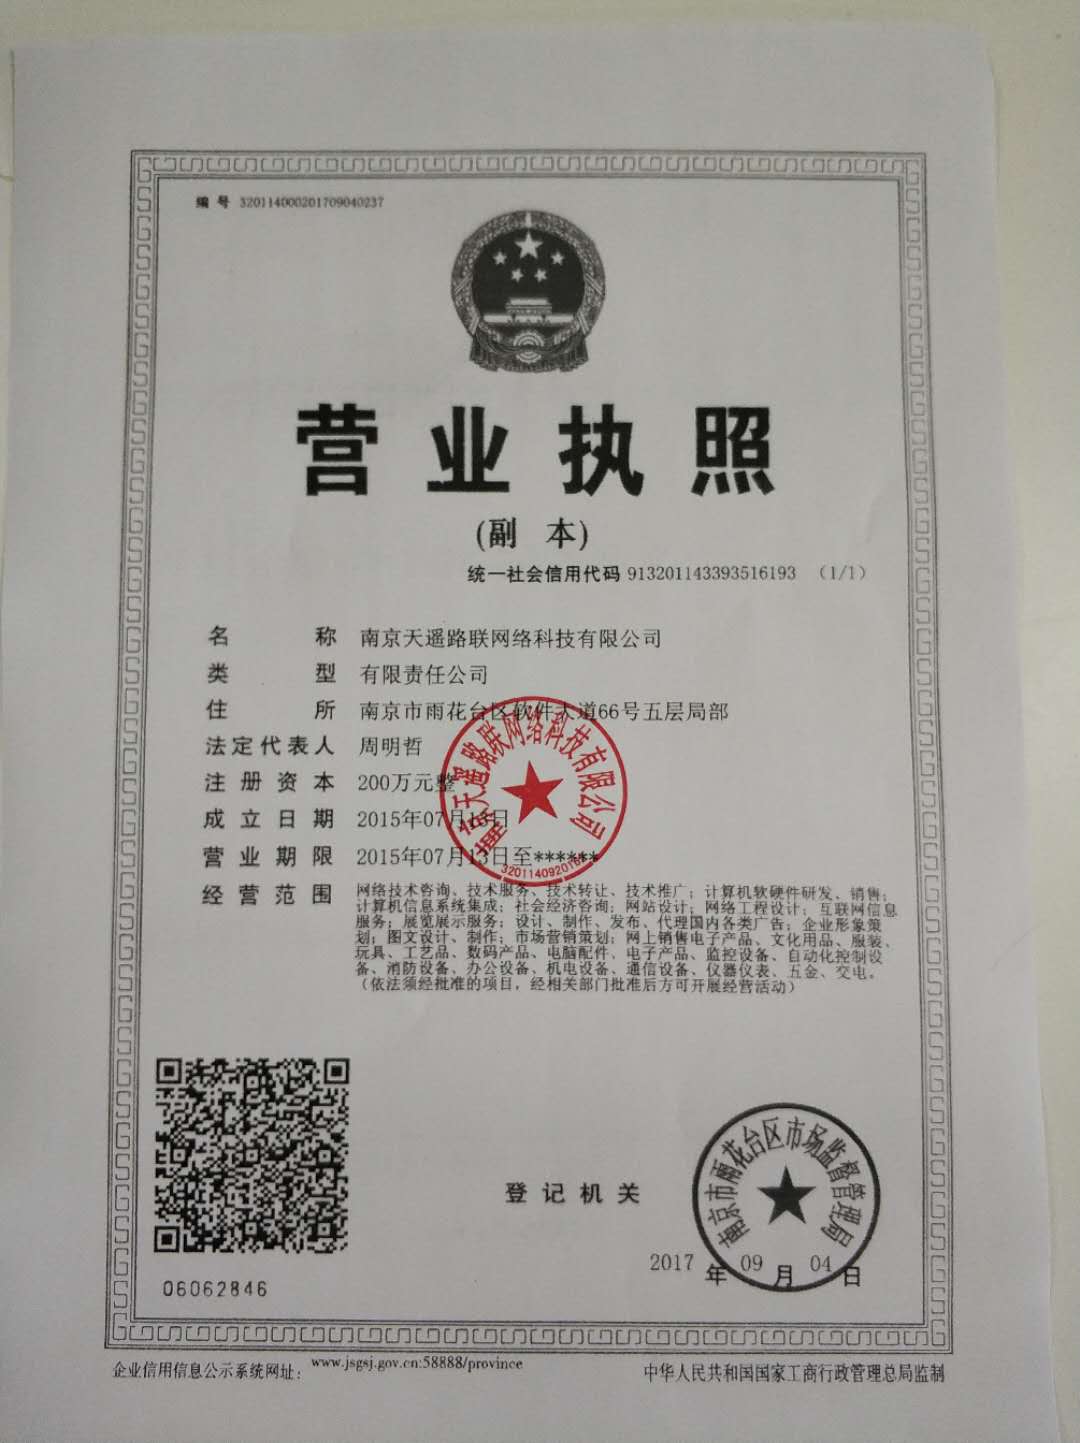 编 号 320114000201709040237
营业执照
(副 本)
统一社会信用代码 913201143393516193 (1/1)
名 称 南京天遥路联网络科技有限公司
类 型 有限责任公司
住 所 南京市雨花台区软件大道66号五层局部
法定代表人 周明哲
注册资本 200万元整
成立日期 2015年07月13日
营业期限 2015年07月13日至******
经营范围 网络技术咨询、技术服务、技术转让、技术推广；计算机软硬件研发、销售；
计算机信息系统集成；社会经济咨询；网站设计；网络工程设计；互联网信息
服务；展览展示服务；设计、制作、发布、代理国内各类广告；企业形象策
划；图文设计、制作；市场营销策划；网上销售电子产品、文化用品、服装、
玩具、工艺品、数码产品、电脑配件、电子产品、监控设备、自动化控制设
备、消防设备、办公设备、机电设备、通信设备、仪器仪表、五金、交电。
（依法须经批准的项目，经相关部门批准后方可开展经营活动）
南京天遥路联网络科技有限公司
登记机关
南京市雨花台区市场监督管理局
2017 年 09 月 04 日
06062846
企业信用信息公示系统网址： www.jsgsj.gov.cn:58888/province
中华人民共和国国家工商行政管理总局监制